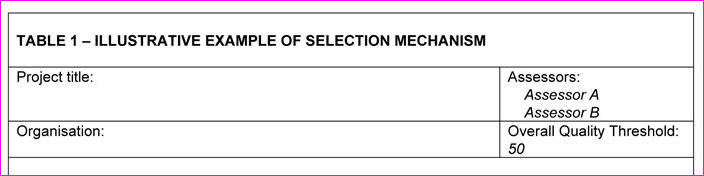 TABLE 1 – ILLUSTRATIVE EXAMPLE OF SELECTION MECHANISM
Project title:
Assessors:
Assessor A
Assessor B
Organisation:
Overall Quality Threshold:
50